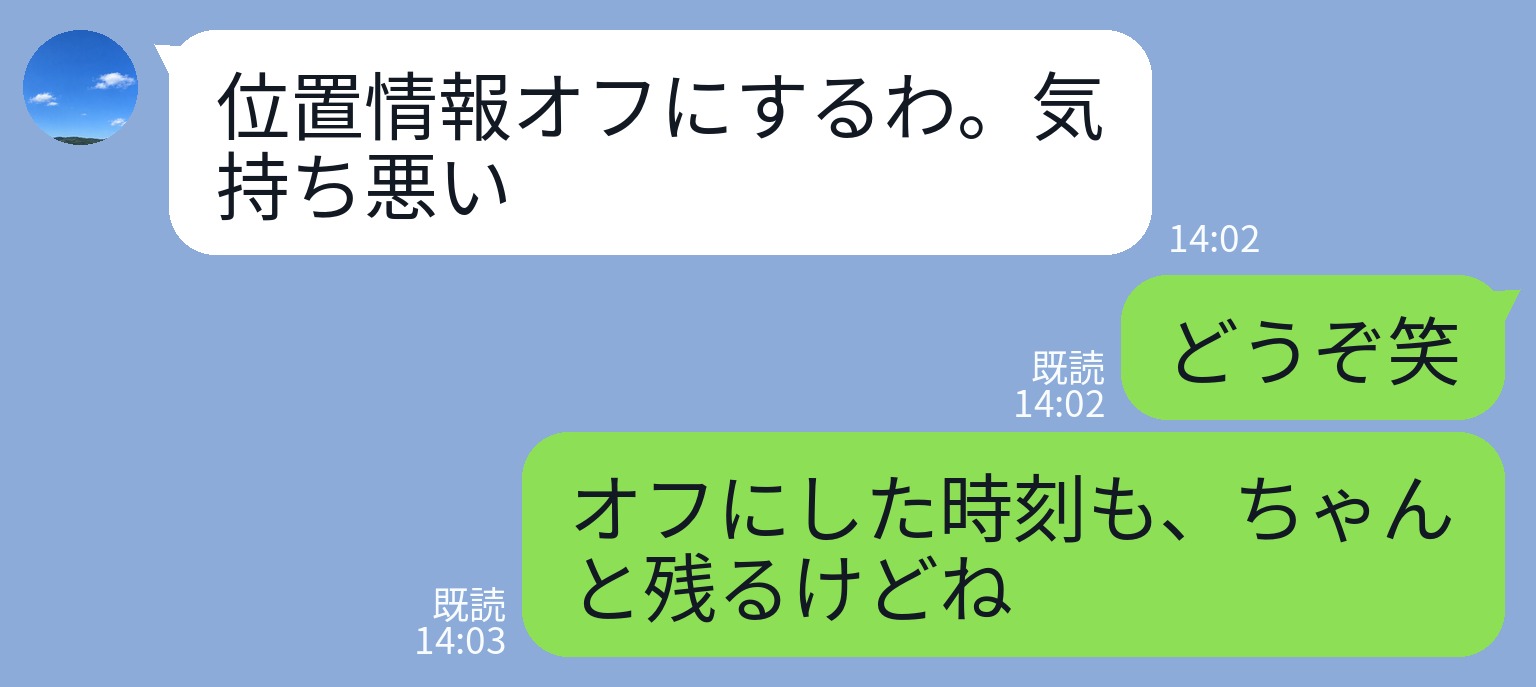 位置情報オフにするわ。気
持ち悪い
14:02
どうぞ笑
既読
14:02
オフにした時刻も、ちゃん
と残るけどね
既読
14:03